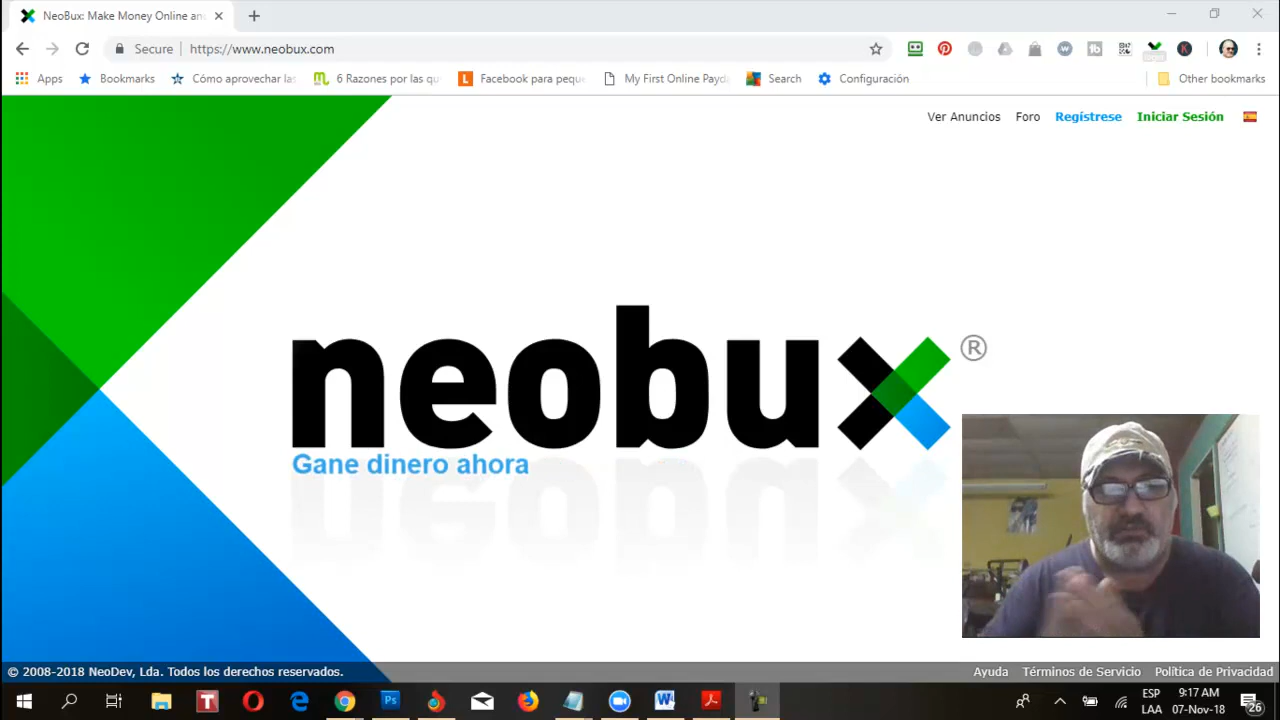 NeoBux: Make Money Online an
Secure
https://www.neobux.com
Apps
Bookmarks
Cómo aprovechar las
6 Razones por las qu
Facebook para peque
My First Online Payda
Search
Configuración
Other bookmarks
Ver Anuncios
Foro
Regístrese
Iniciar Sesión
neobux®
Gane dinero ahora
© 2008-2018 NeoDev, Lda. Todos los derechos reservados.
Ayuda
Términos de Servicio
Política de Privacidad
ESP
LAA
9:17 AM
07-Nov-18
26